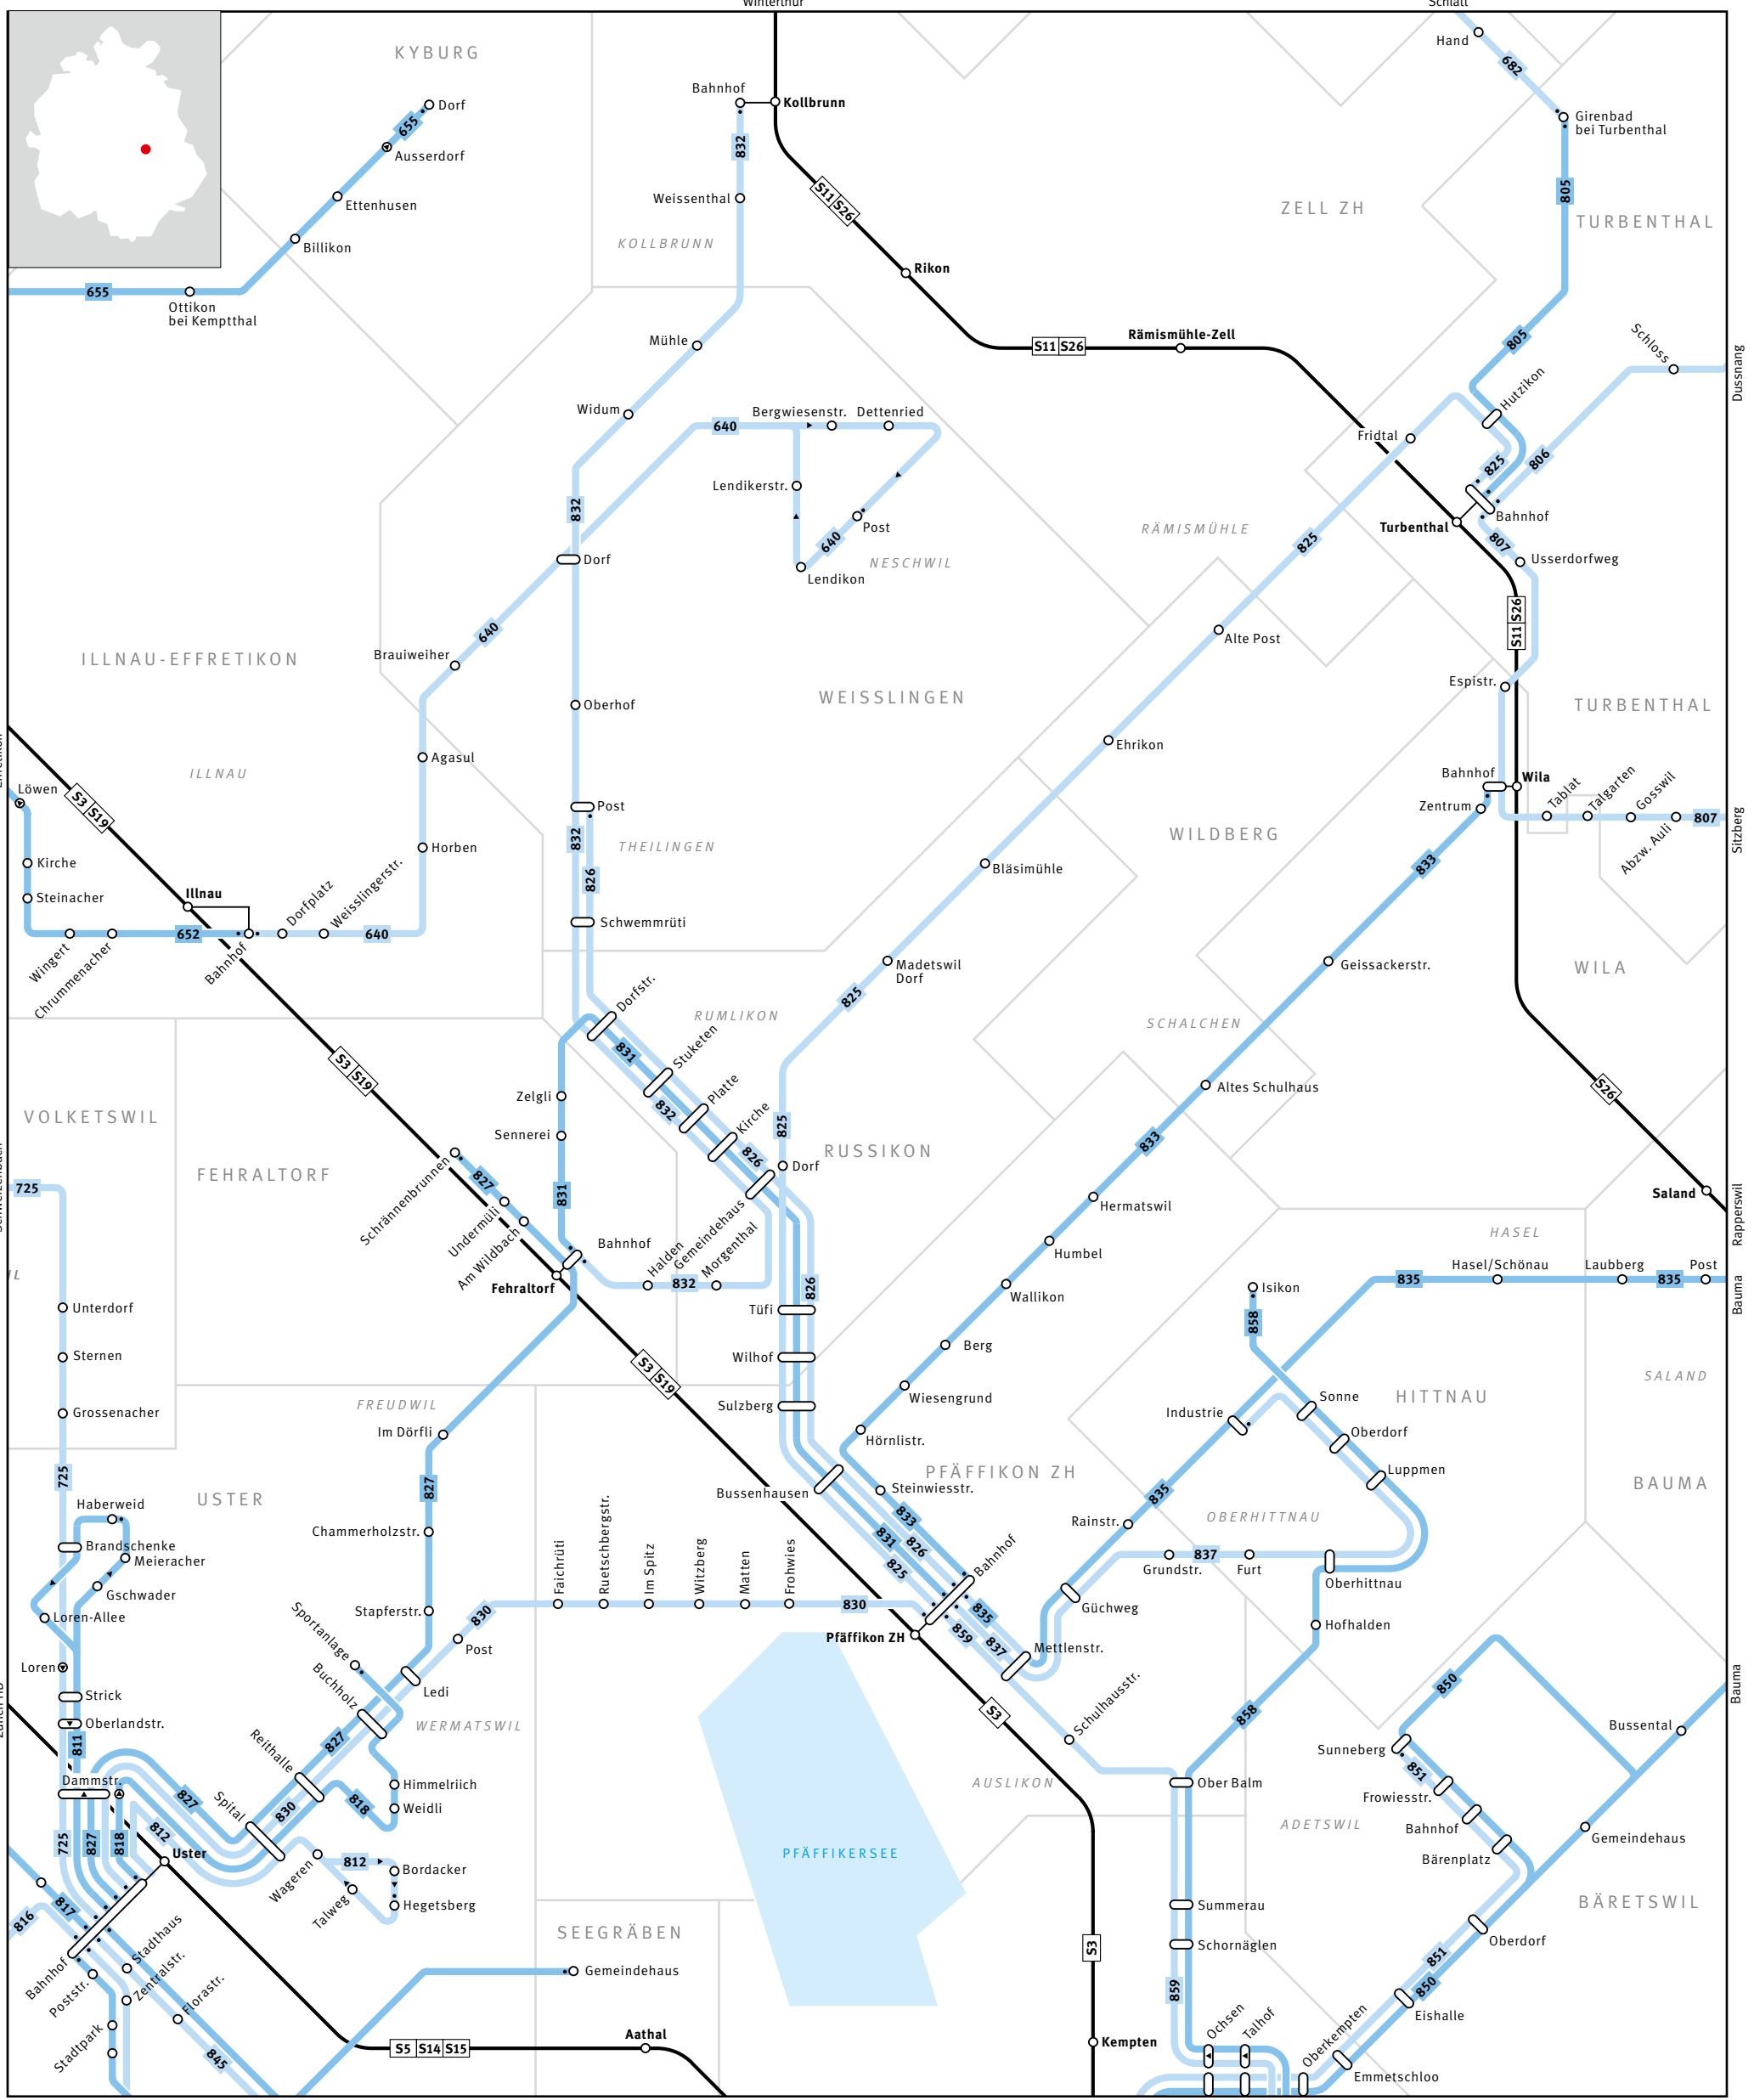 Winterthur
Schlatt
KYBURG
Hand
682
Dorf
655
Ausserdorf
Bahnhof
Kollbrunn
832
Girenbad
bei Turbenthal
Ettenhusen
Weissenthal
S11 S26
805
ZELL ZH
TURBENTHAL
Billikon
KOLLBRUNN
Rikon
655
Ottikon
bei Kemptthal
Mühle
S11 S26
Rämismühle-Zell
805
Schloss
Dussnang
Widum
640
Bergwiesenstr.
Dettenried
Hutzikon
Fridtal
825
806
Lendikerstr.
832
Post
640
NESCHWIL
Lendikon
RÄMISMÜHLE
825
Turbenthal
Bahnhof
807
Usserdorfweg
Dorf
S11 S26
640
Brauiweiher
ILLNAU-EFFRETIKON
Alte Post
WEISSLINGEN
Espistr.
TURBENTHAL
Oberhof
Agasul
Ehrikon
ILLNAU
Löwen
S3 S19
Bahnhof
Wila
Zentrum
Tablat
Talgarten
Gosswil
Abzw. Auli
807
Sitzberg
Post
832
826
THEILINGEN
WILDBERG
Horben
Kirche
Steinacher
Bläsimühle
833
Illnau
Dorfplatz
Weisslingerstr.
652
640
Wingert
Chrummenacher
Bahnhof
Schwemmrüti
Madetswil
Dorf
Geissackerstr.
WILA
825
Dorfstr.
RUMLIKON
SCHALCHEN
831
Stuketen
S3 S19
Platte
832
Kirche
Zelgli
Altes Schulhaus
S26
VOLKETSWIL
825
Sennerei
833
826
RUSSIKON
Dorf
FEHRALTORF
Schrännenbrunnen
827
725
831
Undermüli
Am Wildbach
Gemeindehaus
Hermatswil
Saland
Rapperswil
HASEL
Bahnhof
Halden
Morgenthal
832
Fehraltorf
826
Humbel
Hasel/Schönau
Laubberg
Post
835
835
Bauma
Isikon
858
Wallikon
Unterdorf
Tüfi
Sternen
Wilhof
Berg
S3 S19
SALAND
Grossenacher
FREUDWIL
Sulzberg
Wiesengrund
Sonne
HITTNAU
Im Dörfli
Industrie
Oberdorf
Hörnlistr.
725
Luppmen
PFÄFFIKON ZH
Steinwiesstr.
Bussenhausen
827
BAUMA
835
USTER
Haberweid
833
OBERHITTNAU
Rainstr.
831
826
Chammerholzstr.
Brandschenke
Meieracher
825
Bahnhof
837
Grundstr.
Furt
Oberhittnau
Gschwader
Faichrüti
Ruetschbergstr.
Im Spitz
Witzberg
Matten
Frohwies
830
835
Güchweg
Loren-Allee
Stapferstr.
830
859
837
Hofhalden
Sportanlage
Post
Pfäffikon ZH
Mettlenstr.
Loren
Ledi
Buchholz
Schulhausstr.
850
Bauma
Strick
Oberlandstr.
WERMATSWIL
S3
858
Bussental
827
811
Reithalle
Sunneberg
851
Dammstr.
827
Himmelriich
AUSLIKON
Ober Balm
Frowiesstr.
Spital
830
818
Weidli
ADETSWIL
Bahnhof
Gemeindehaus
725
827
818
812
Uster
PFÄFFIKERSEE
Bärenplatz
812
Bordacker
Wageren
Talweg
Hegetsberg
Summerau
BÄRETSWIL
817
816
SEEGRÄBEN
S3
Schornäglen
Oberdorf
Stadthaus
Bahnhof
Poststr.
Zentralstr.
Florastr.
Gemeindehaus
859
851
850
Eishalle
Stadtpark
845
S5 S14 S15
Aathal
Kempten
Ochsen
Talhof
Oberkempten
Emmetschloo